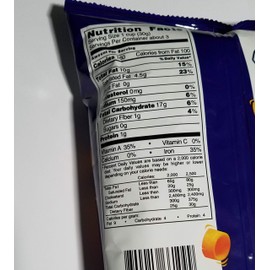 Nutrition Facts
Serving Size 1 bag (30g)
Servings Per Container about 5
Amount Per Serving
Calories Calories from Fat 100
% Daily Value*
Total Fat 10g 15%
Saturated Fat 4.5g 23%
Fat 0g
Cholesterol 0mg 0%
Sodium 150mg 6%
Total Carbohydrate 17g 6%
Dietary Fiber 1g 4%
Sugars 0g
Protein 1g
Vitamin A 35% • Vitamin C 0%
Calcium 0% • Iron 35%
Percent Daily Values are based on a 2,000 calorie
diet. Your daily values may be higher or lower
depending on your calorie needs.
Calories 2,000 2,500
Total Fat Less than 65g 80g
Saturated Fat Less than 20g 25g
Cholesterol Less than 300mg 300mg
Sodium Less than 2,400mg 2,400mg
Total Carbohydrate 300g 375g
Dietary Fiber 25g 30g
Calories per gram:
Fat 9 • Carbohydrate 4 • Protein 4